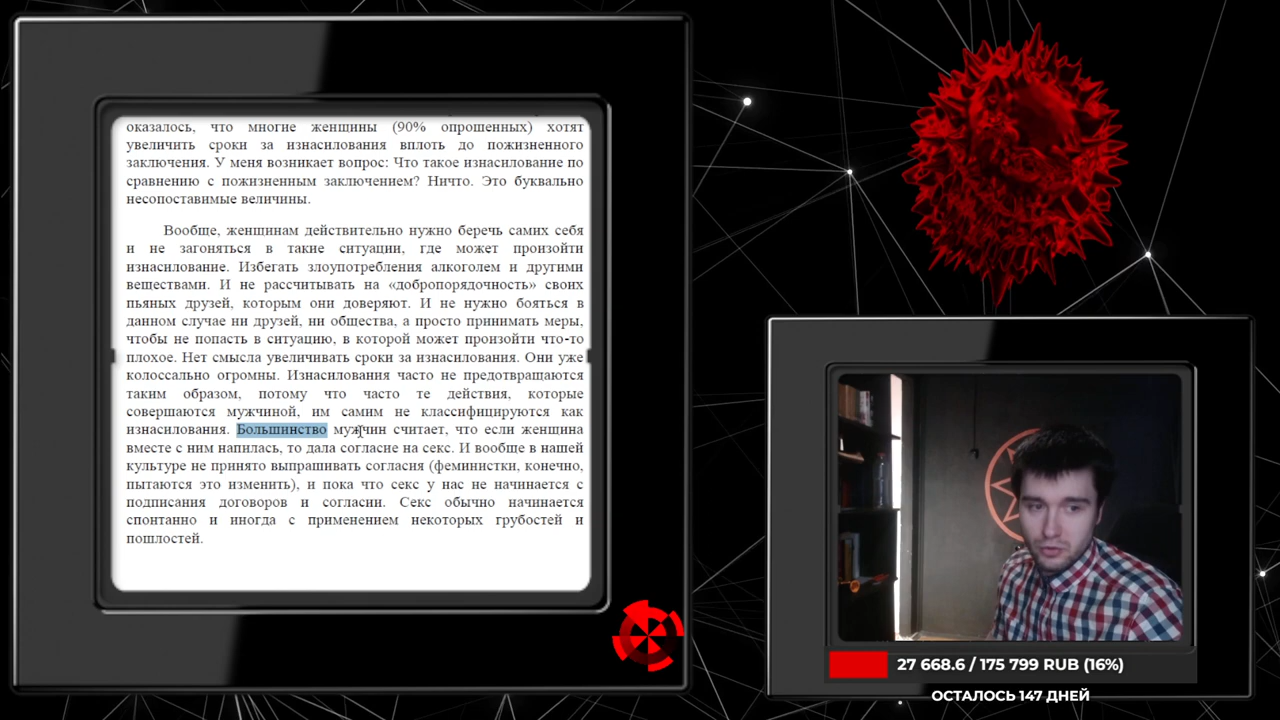 оказалось, что многие женщины (90% опрошенных) хотят
увеличить сроки за изнасилования вплоть до пожизненного
заключения. У меня возникает вопрос: Что такое изнасилование по
сравнению с пожизненным заключением? Ничто. Это буквально
несопоставимые величины.
Вообще, женщинам действительно нужно беречь самих себя
и не загоняться в такие ситуации, где может произойти
изнасилование. Избегать злоупотребления алкоголем и другими
веществами. И не рассчитывать на «добропорядочность» своих
пьяных друзей, которым они доверяют. И не нужно бояться в
данном случае ни друзей, ни общества, а просто принимать меры,
чтобы не попасть в ситуацию, в которой может произойти что-то
плохое. Нет смысла увеличивать сроки за изнасилования. Они уже
колоссально огромны. Изнасилования часто не предотвращаются
таким образом, потому что часто те действия, которые
совершаются мужчиной, им самим не классифицируются как
изнасилования. Большинство мужчин считает, что если женщина
вместе с ним напилась, то дала согласие на секс. И вообще в нашей
культуре не принято выпрашивать согласия (феминистки, конечно,
пытаются это изменить), и пока что секс у нас не начинается с
подписания договоров и согласии. Секс обычно начинается
спонтанно и иногда с применением некоторых грубостей и
пошлостей.
27 668.6 / 175 799 RUB (16%)
ОСТАЛОСЬ 147 ДНЕЙ